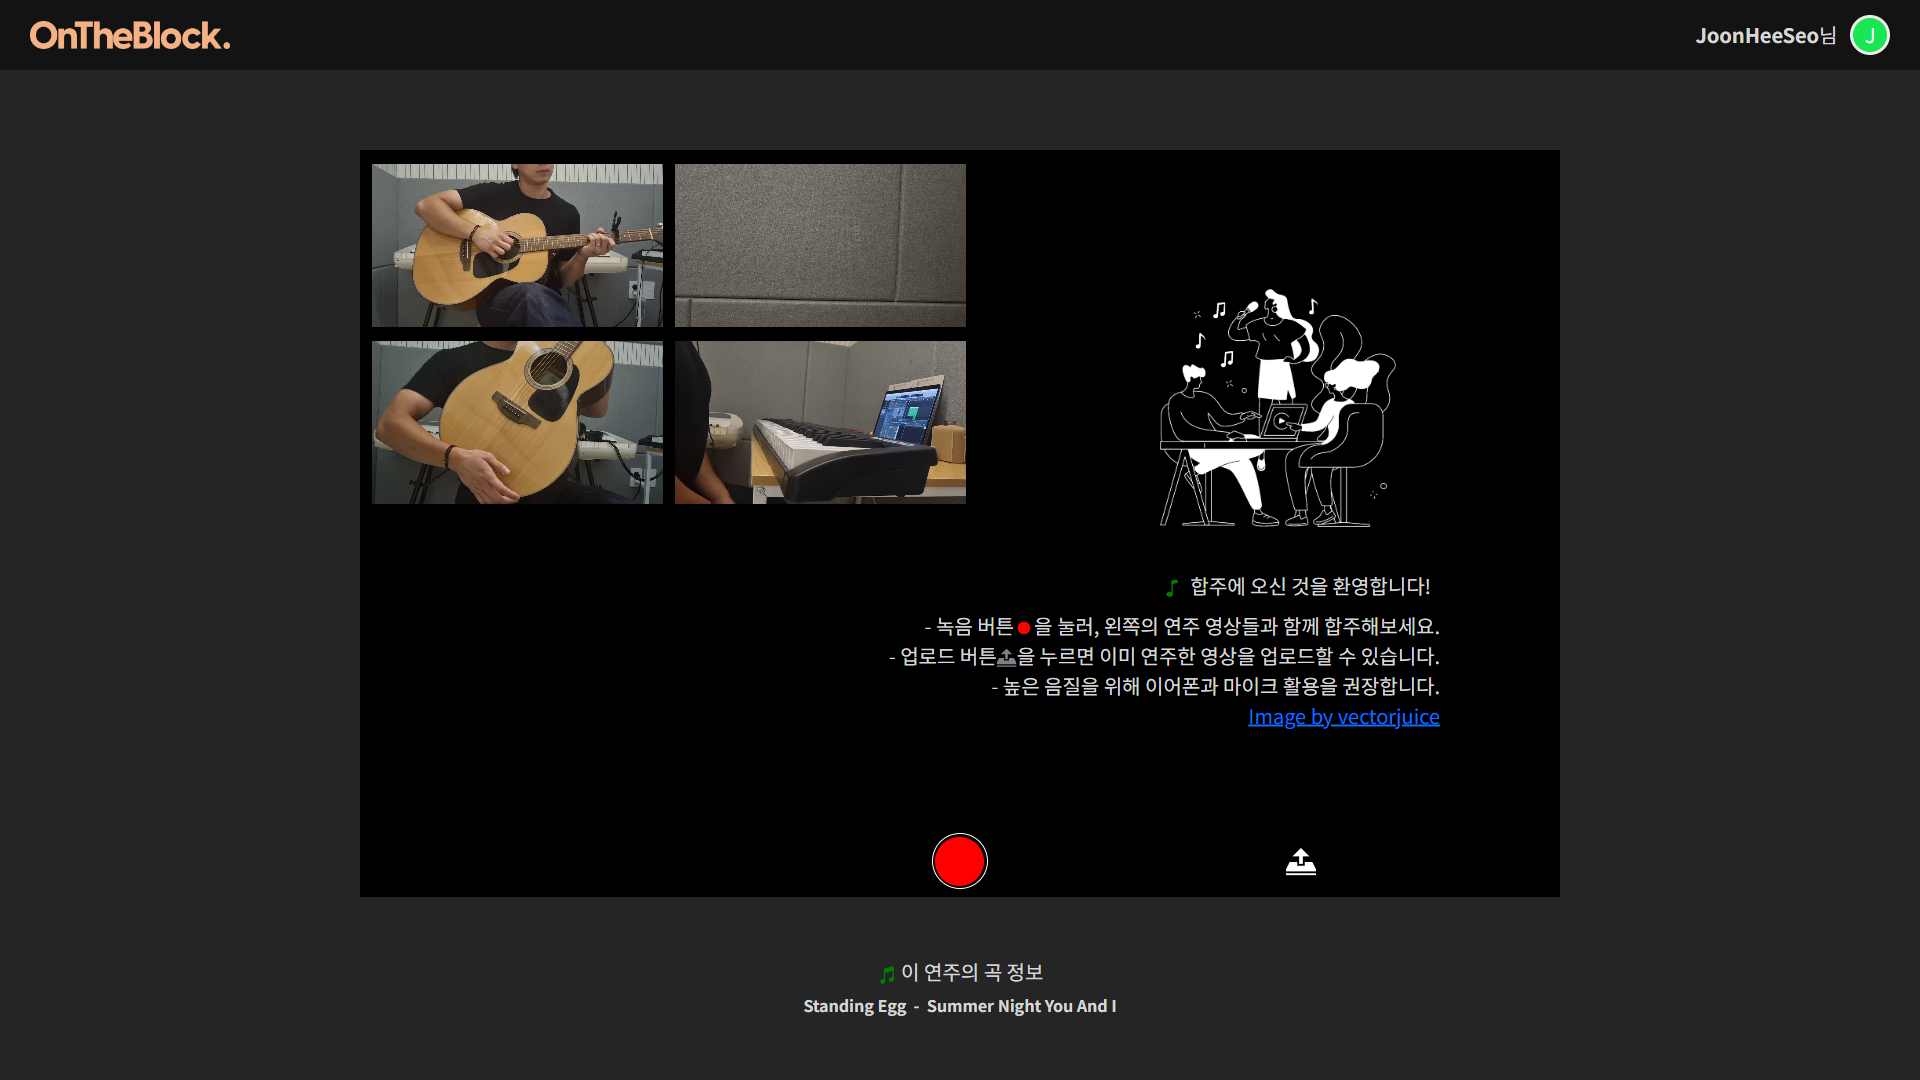 OnTheBlock.
JoonHeeSeo님
J
합주에 오신 것을 환영합니다!
- 녹음 버튼을 눌러, 왼쪽의 연주 영상들과 함께 합주해보세요.
- 업로드 버튼을 누르면 이미 연주한 영상을 업로드할 수 있습니다.
- 높은 음질을 위해 이어폰과 마이크 활용을 권장합니다.
Image by vectorjuice
이 연주의 곡 정보
Standing Egg - Summer Night You And I